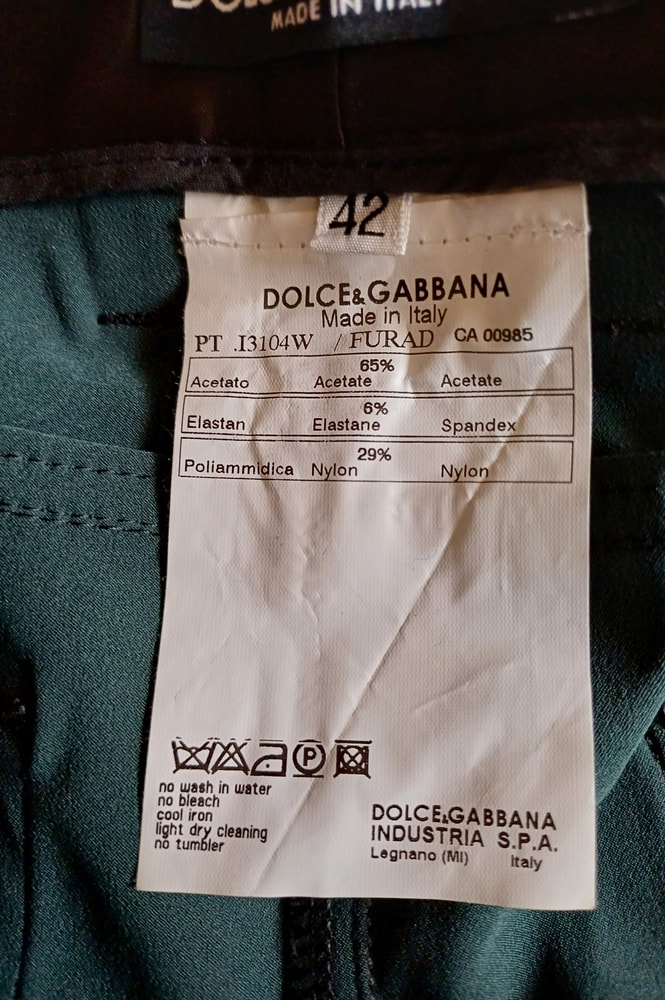 MADE IN ITALY
42
DOLCE&GABBANA
Made in Italy
PT .I3104W / FURAD CA 00985
65%
Acetato Acetate Acetate
6%
Elastan Elastane Spandex
29%
Poliammidica Nylon Nylon
P
no wash in water
no bleach
cool iron
light dry cleaning
no tumbler
DOLCE&GABBANA
INDUSTRIA S.P.A.
Legnano (MI) Italy